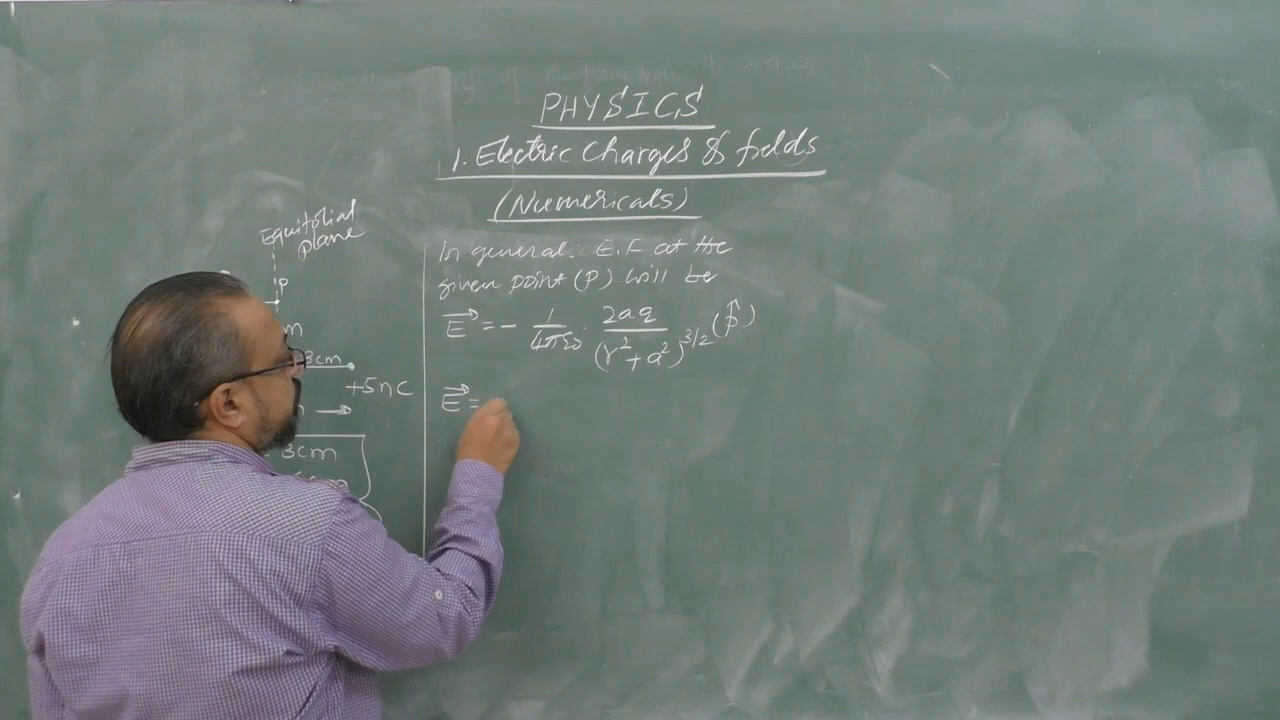 PHYSICS
1. Electric Charges & fields
(Numericals)
Equitorial
plane
P
m
3cm
+5nC
3cm
In general. E.F at the
given point (P) will be
E⃗ = - 1/4πε0 . 2aq/(r² + a²)^3/2 (p̂)
E⃗ =